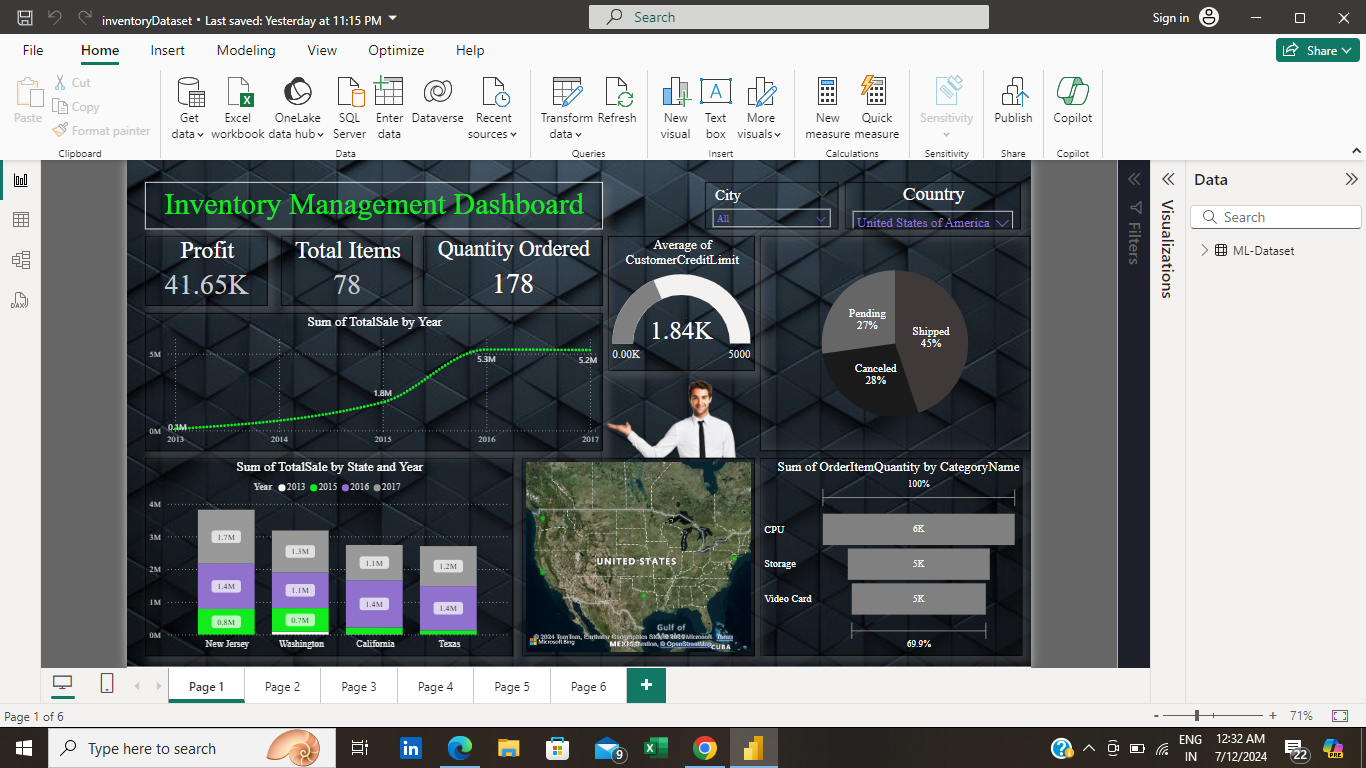 inventoryDataset • Last saved: Yesterday at 11:15 PM
Search
Sign in
File Home Insert Modeling View Optimize Help
Share
Paste
Cut
Copy
Format painter
Clipboard
Get data
Excel workbook
OneLake data hub
SQL Server
Enter data
Dataverse
Recent sources
Data
Transform data
Refresh
Queries
New visual
Text box
More visuals
Insert
New measure
Quick measure
Calculations
Sensitivity
Sensitivity
Publish
Share
Copilot
Copilot
Inventory Management Dashboard
City
All
Country
United States of America
Profit
41.65K
Total Items
78
Quantity Ordered
178
Average of
CustomerCreditLimit
1.84K
0.00K
5000
Pending
27%
Shipped
45%
Canceled
28%
Sum of TotalSale by Year
5M
0M
0.1M
1.8M
5.3M
5.2M
2013 2014 2015 2016 2017
Sum of TotalSale by State and Year
Year 2013 2015 2016 2017
4M
3M
2M
1M
0M
1.7M
1.4M
0.8M
1.3M
1.1M
0.7M
1.1M
1.4M
1.2M
1.4M
New Jersey Washington California Texas
UNITED STATES
Gulf of
MEXICO
CUBA
Microsoft Bing
Terms
Sum of OrderItemQuantity by CategoryName
100%
CPU
6K
Storage
5K
Video Card
5K
69.9%
Filters
Visualizations
Data
Search
ML-Dataset
Page 1 Page 2 Page 3 Page 4 Page 5 Page 6 +
Page 1 of 6
- + 71%
Type here to search
9
ENG
IN
12:32 AM
7/12/2024
22
PRE